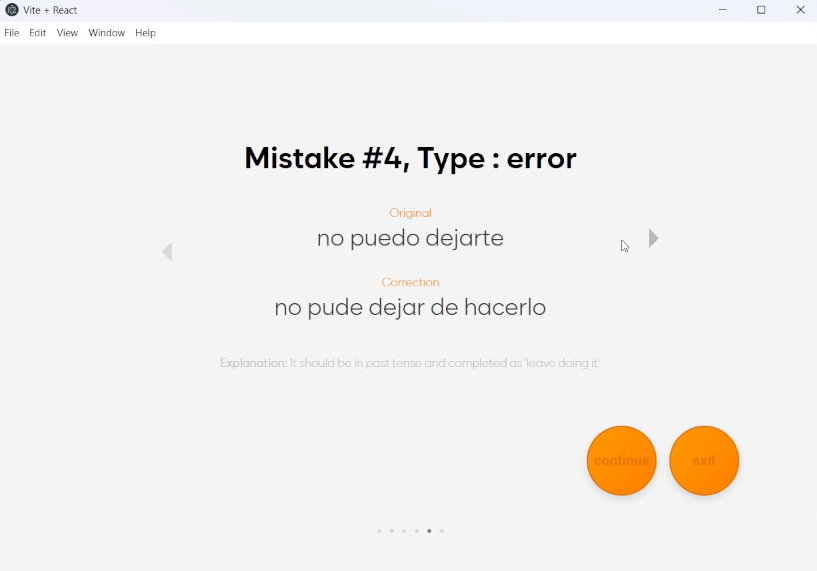 Vite + React
File Edit View Window Help
Mistake #4, Type : error
Original
no puedo dejarte
Correction
no pude dejar de hacerlo
Explanation: It should be in past tense and completed as 'leave doing it'.
continue exit